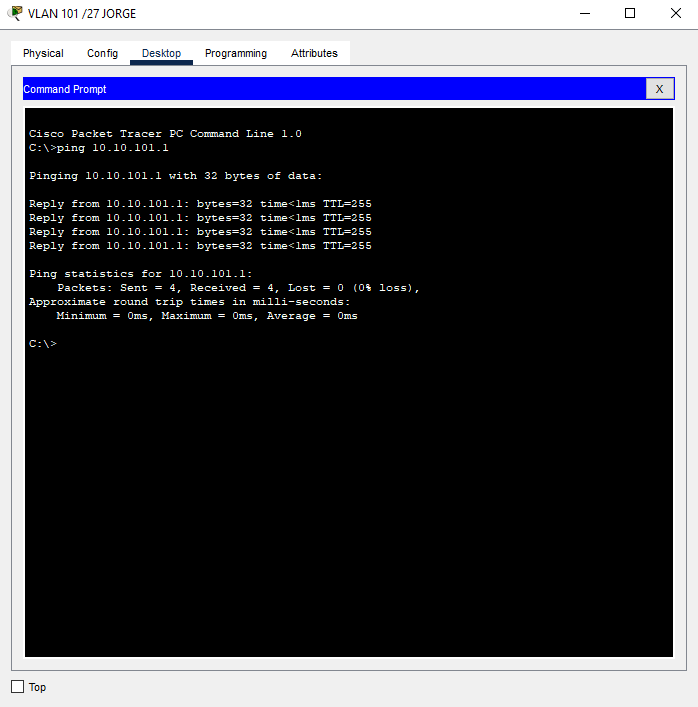 VLAN 101 /27 JORGE
Physical Config Desktop Programming Attributes
Command Prompt X
Cisco Packet Tracer PC Command Line 1.0
C:\>ping 10.10.101.1
Pinging 10.10.101.1 with 32 bytes of data:
Reply from 10.10.101.1: bytes=32 time<1ms TTL=255
Reply from 10.10.101.1: bytes=32 time<1ms TTL=255
Reply from 10.10.101.1: bytes=32 time<1ms TTL=255
Reply from 10.10.101.1: bytes=32 time<1ms TTL=255
Ping statistics for 10.10.101.1:
Packets: Sent = 4, Received = 4, Lost = 0 (0% loss),
Approximate round trip times in milli-seconds:
Minimum = 0ms, Maximum = 0ms, Average = 0ms
C:\>
Top